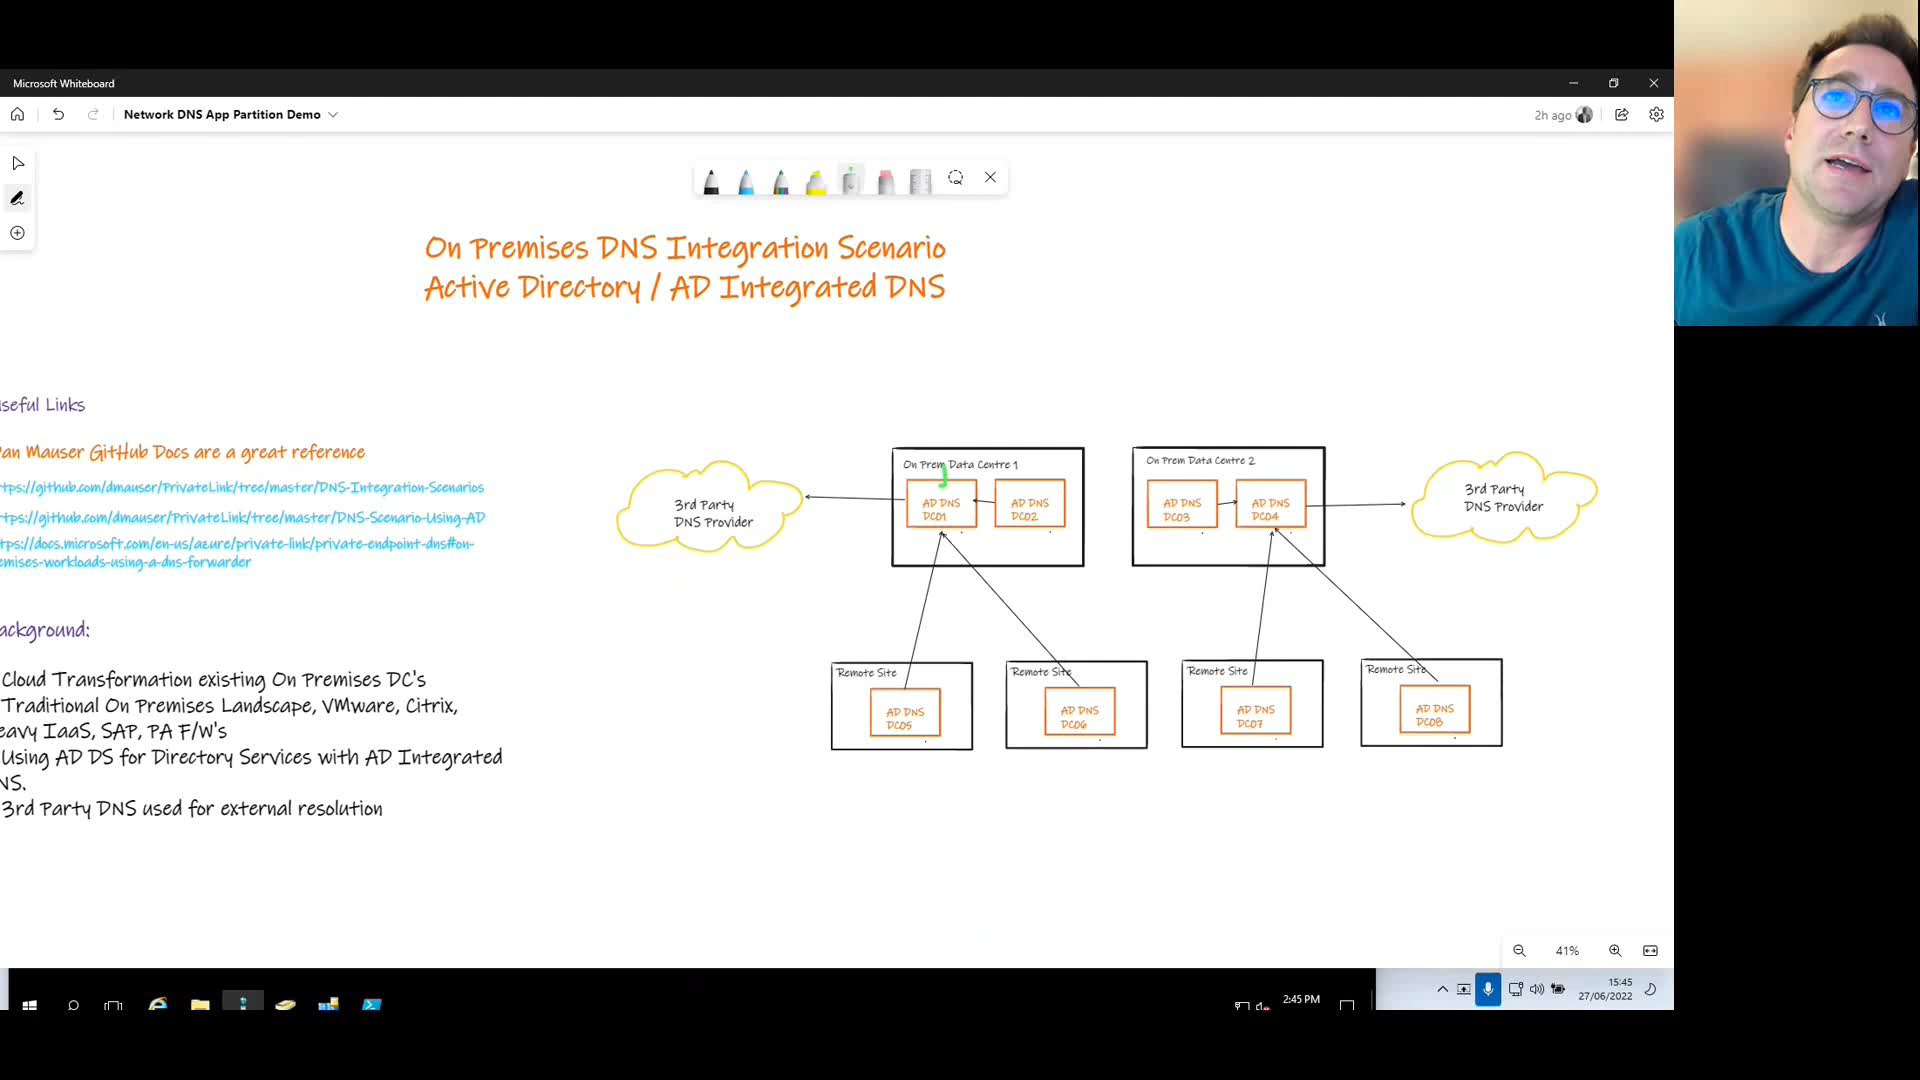 Microsoft Whiteboard
Network DNS App Partition Demo
2h ago
On Premises DNS Integration Scenario
Active Directory / AD Integrated DNS
seful Links
an Mauser GitHub Docs are a great reference
tps://github.com/dmauser/PrivateLink/tree/master/DNS-Integration-Scenarios
tps://github.com/dmauser/PrivateLink/tree/master/DNS-Scenario-Using-AD
tps://docs.microsoft.com/en-us/azure/private-link/private-endpoint-dns#on-
emises-workloads-using-a-dns-forwarder
ackground:
Cloud Transformation existing On Premises DC's
Traditional On Premises Landscape, VMware, Citrix,
eavy IaaS, SAP, PA F/W's
Using AD DS for Directory Services with AD Integrated
NS.
3rd Party DNS used for external resolution
3rd Party
DNS Provider
On Prem Data Centre 1
AD DNS
DC01
AD DNS
DC02
On Prem Data Centre 2
AD DNS
DC03
AD DNS
DC04
3rd Party
DNS Provider
Remote Site
AD DNS
DC05
Remote Site
AD DNS
DC06
Remote Site
AD DNS
DC07
Remote Site
AD DNS
DC08
41%
2:45 PM
15:45
27/06/2022